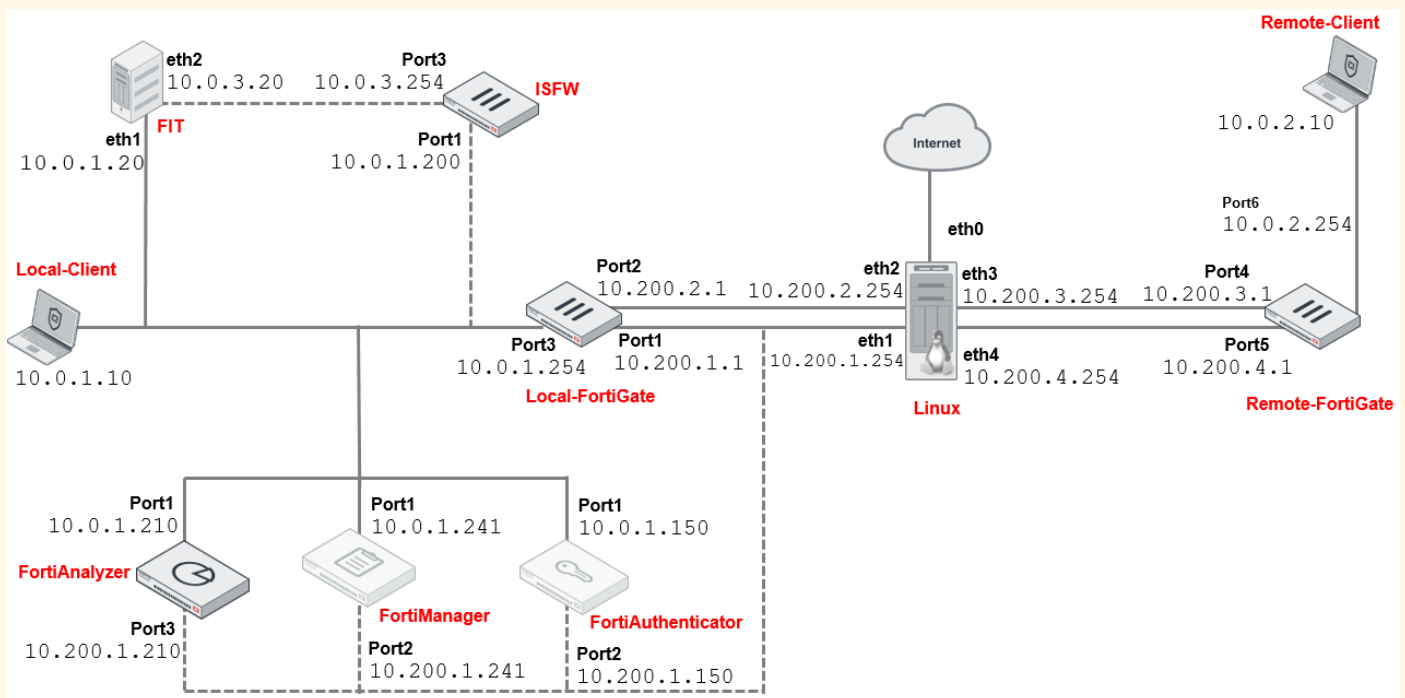 Remote-Client
eth2
10.0.3.20
Port3
10.0.3.254
ISFW
FIT
eth1
10.0.1.20
Port1
10.0.1.200
10.0.2.10
Internet
Port6
10.0.2.254
eth0
Local-Client
10.0.1.10
Port2
10.200.2.1
eth2
10.200.2.254
eth3
10.200.3.254
Port4
10.200.3.1
Port3
10.0.1.254
Port1
10.200.1.1
eth1
10.200.1.254
eth4
10.200.4.254
Port5
10.200.4.1
Local-FortiGate
Linux
Remote-FortiGate
Port1
10.0.1.210
Port1
10.0.1.241
Port1
10.0.1.150
FortiAnalyzer
FortiManager
FortiAuthenticator
Port3
10.200.1.210
Port2
10.200.1.241
Port2
10.200.1.150